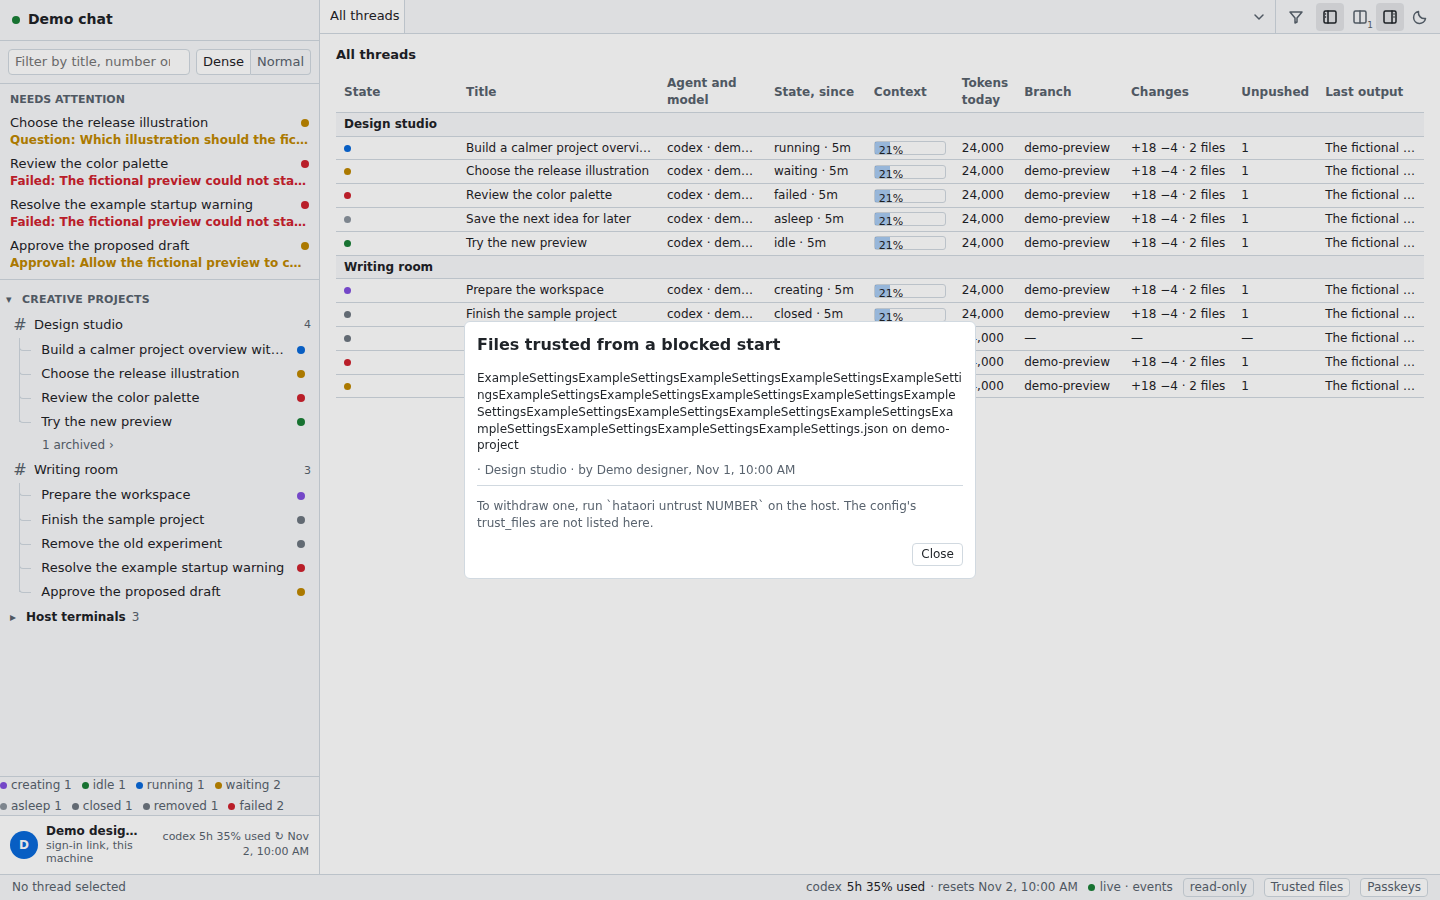 Demo chat
All threads
1
Filter by title, number or
Dense
Normal
NEEDS ATTENTION
Choose the release illustration
Question: Which illustration should the fic…
Review the color palette
Failed: The fictional preview could not sta…
Resolve the example startup warning
Failed: The fictional preview could not sta…
Approve the proposed draft
Approval: Allow the fictional preview to c…
CREATIVE PROJECTS
# Design studio 4
Build a calmer project overview wit…
Choose the release illustration
Review the color palette
Try the new preview
1 archived ›
# Writing room 3
Prepare the workspace
Finish the sample project
Remove the old experiment
Resolve the example startup warning
Approve the proposed draft
Host terminals 3
creating 1 idle 1 running 1 waiting 2
asleep 1 closed 1 removed 1 failed 2
D
Demo desig…
sign-in link, this
machine
codex 5h 35% used ↻ Nov
2, 10:00 AM
All threads
State Title Agent and model State, since Context Tokens today Branch Changes Unpushed Last output
Design studio
Build a calmer project overvi… codex · dem… running · 5m 21% 24,000 demo-preview +18 −4 · 2 files 1 The fictional …
Choose the release illustration codex · dem… waiting · 5m 21% 24,000 demo-preview +18 −4 · 2 files 1 The fictional …
Review the color palette codex · dem… failed · 5m 21% 24,000 demo-preview +18 −4 · 2 files 1 The fictional …
Save the next idea for later codex · dem… asleep · 5m 21% 24,000 demo-preview +18 −4 · 2 files 1 The fictional …
Try the new preview codex · dem… idle · 5m 21% 24,000 demo-preview +18 −4 · 2 files 1 The fictional …
Writing room
Prepare the workspace codex · dem… creating · 5m 21% 24,000 demo-preview +18 −4 · 2 files 1 The fictional …
Finish the sample project codex · dem… closed · 5m 21% 24,000 demo-preview +18 −4 · 2 files 1 The fictional …
,000 — — — The fictional …
,000 demo-preview +18 −4 · 2 files 1 The fictional …
,000 demo-preview +18 −4 · 2 files 1 The fictional …
Files trusted from a blocked start
ExampleSettingsExampleSettingsExampleSettingsExampleSettingsExampleSetti
ngsExampleSettingsExampleSettingsExampleSettingsExampleSettingsExample
SettingsExampleSettingsExampleSettingsExampleSettingsExampleSettingsExa
mpleSettingsExampleSettingsExampleSettingsExampleSettings.json on demo-
project
· Design studio · by Demo designer, Nov 1, 10:00 AM
To withdraw one, run `hataori untrust NUMBER` on the host. The config's
trust_files are not listed here.
Close
No thread selected
codex 5h 35% used · resets Nov 2, 10:00 AM
live · events
read-only
Trusted files
Passkeys